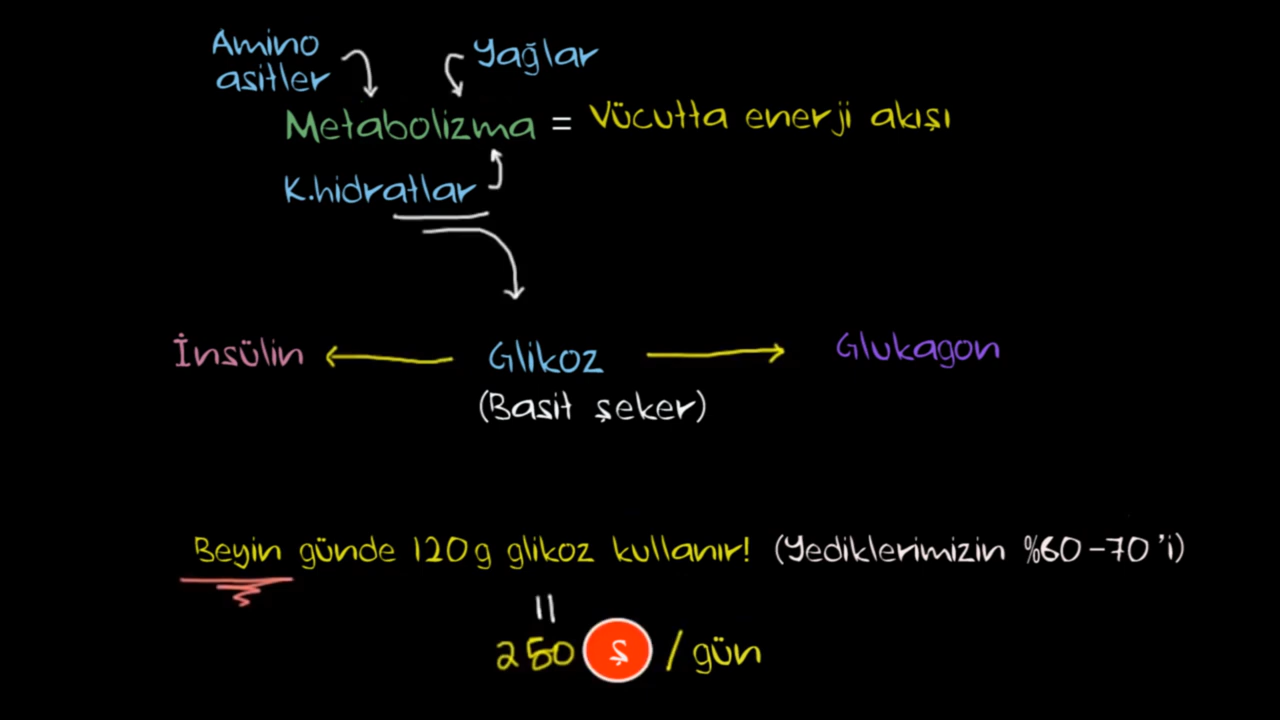 Amino
asitler
Yağlar
Metabolizma = Vücutta enerji akışı
K.hidratlar
İnsülin
Glikoz
Glukagon
(Basit şeker)
Beyin günde 120g glikoz kullanır! (Yediklerimizin %60-70'i)
=
250 ş / gün